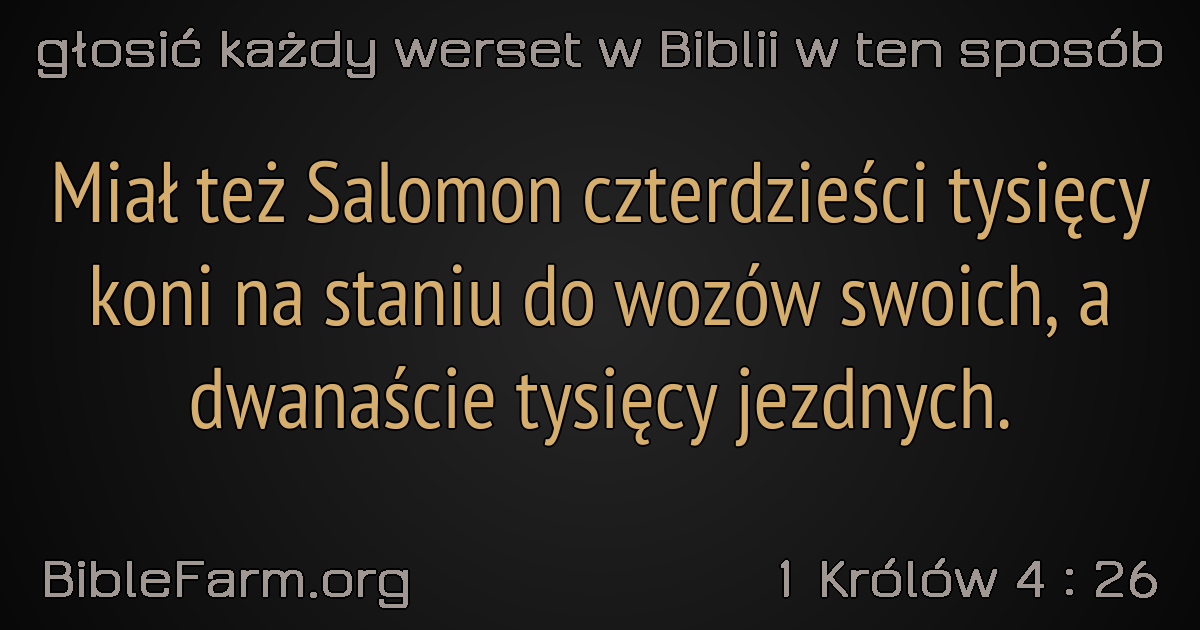 głosić każdy werset w Biblii w ten sposób
Miał też Salomon czterdzieści tysięcy
koni na staniu do wozów swoich, a
dwanaście tysięcy jezdnych.
BibleFarm.org
1 Królów 4 : 26